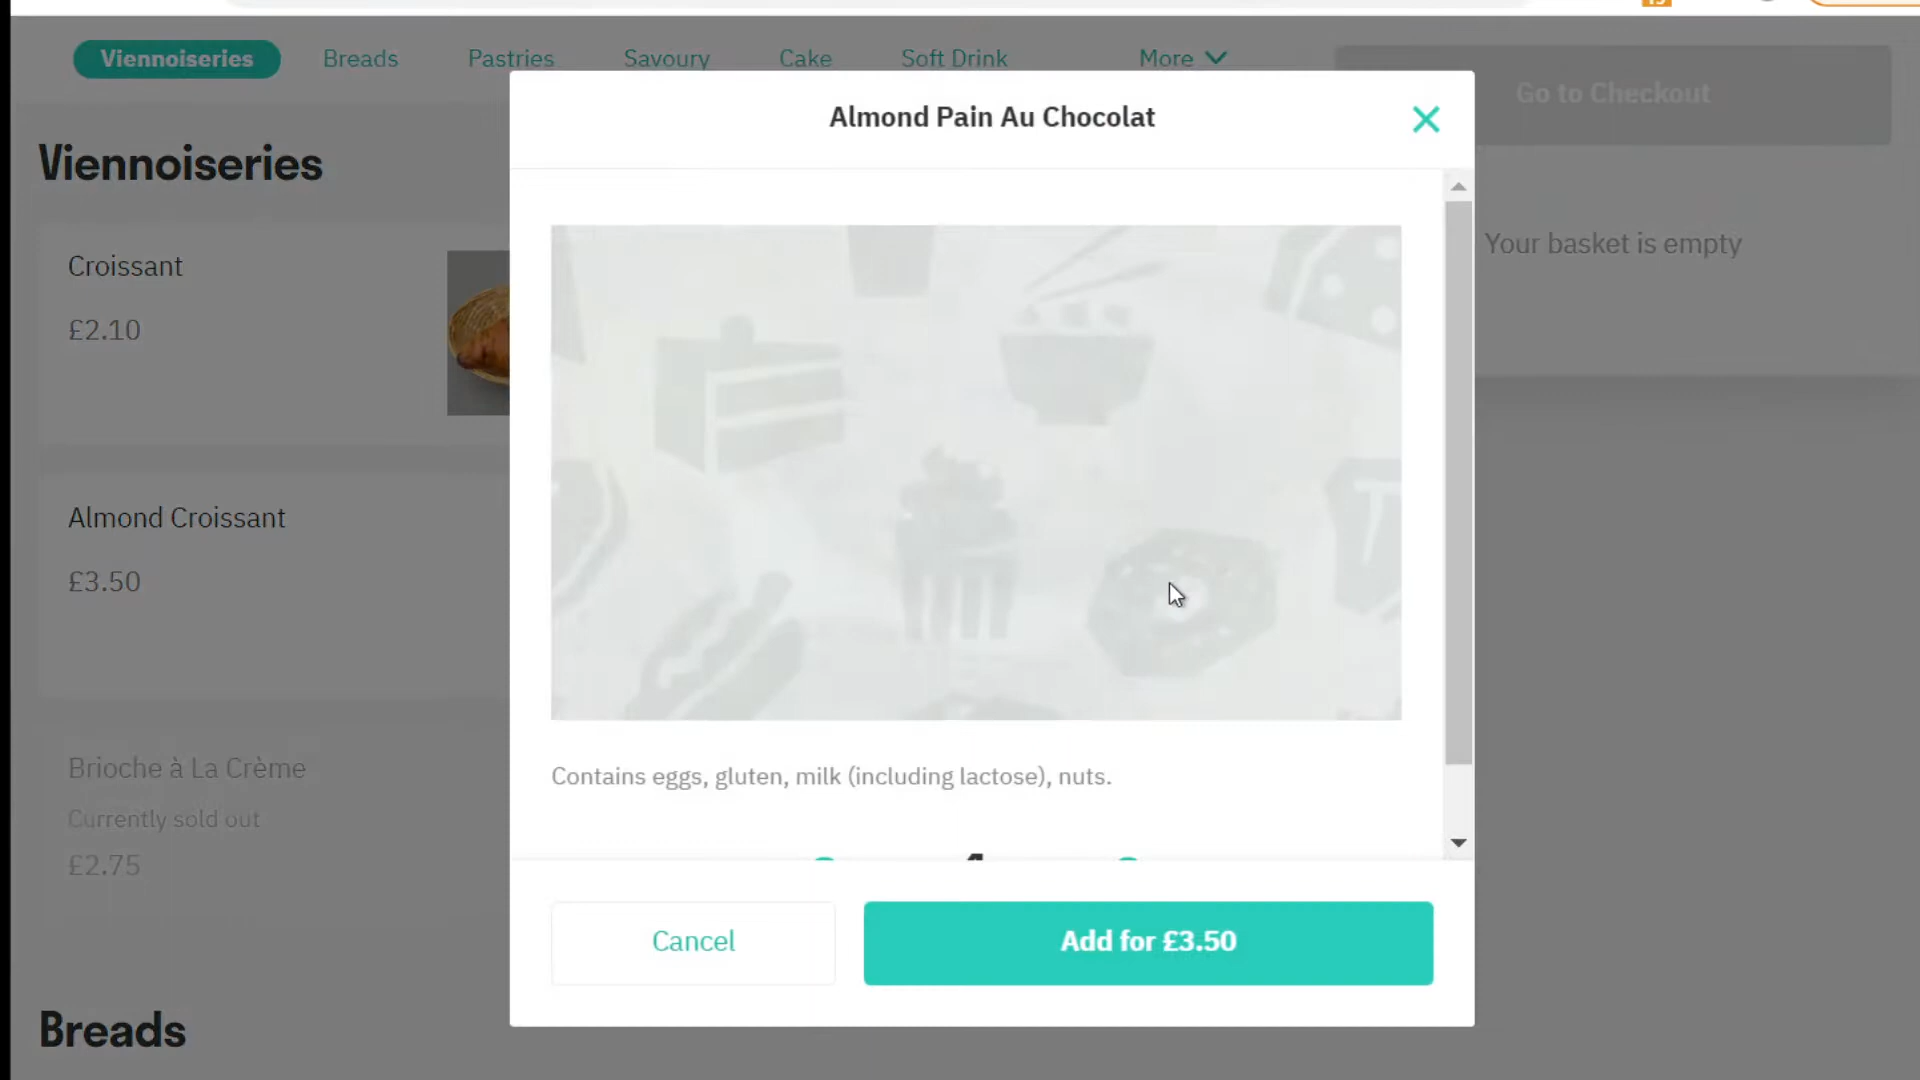 Viennoiseries
Breads
Pastries
Savoury
Cake
Soft Drink
More
Go to Checkout
Almond Pain Au Chocolat
Viennoiseries
Your basket is empty
Croissant
£2.10
Almond Croissant
£3.50
Contains eggs, gluten, milk (including lactose), nuts.
Brioche à La Crème
Currently sold out
£2.75
Cancel
Add for £3.50
Breads